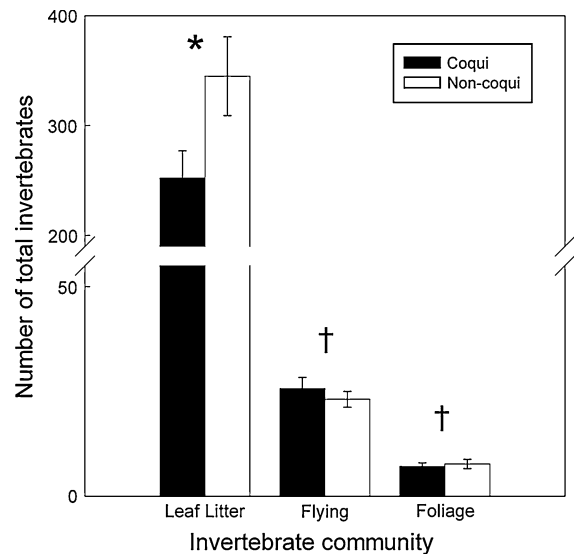 400
300
200
50
0
Number of total invertebrates
*
†
†
Coqui
Non-coqui
Leaf Litter Flying Foliage
Invertebrate community